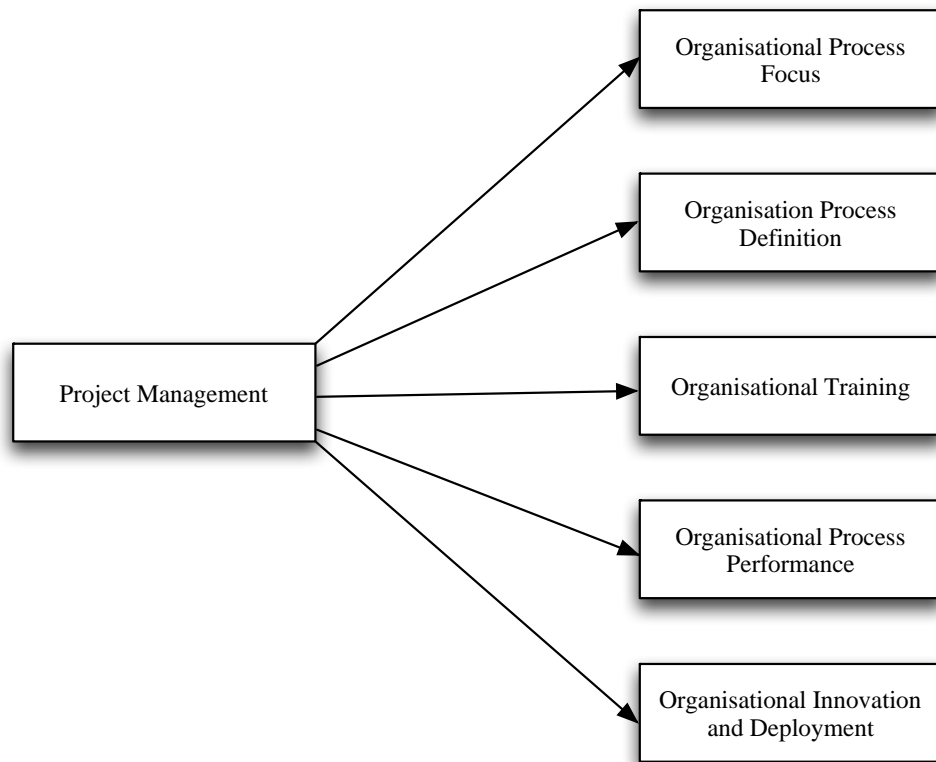 Organisational Process
Focus
Organisation Process
Definition
Project Management
Organisational Training
Organisational Process
Performance
Organisational Innovation
and Deployment